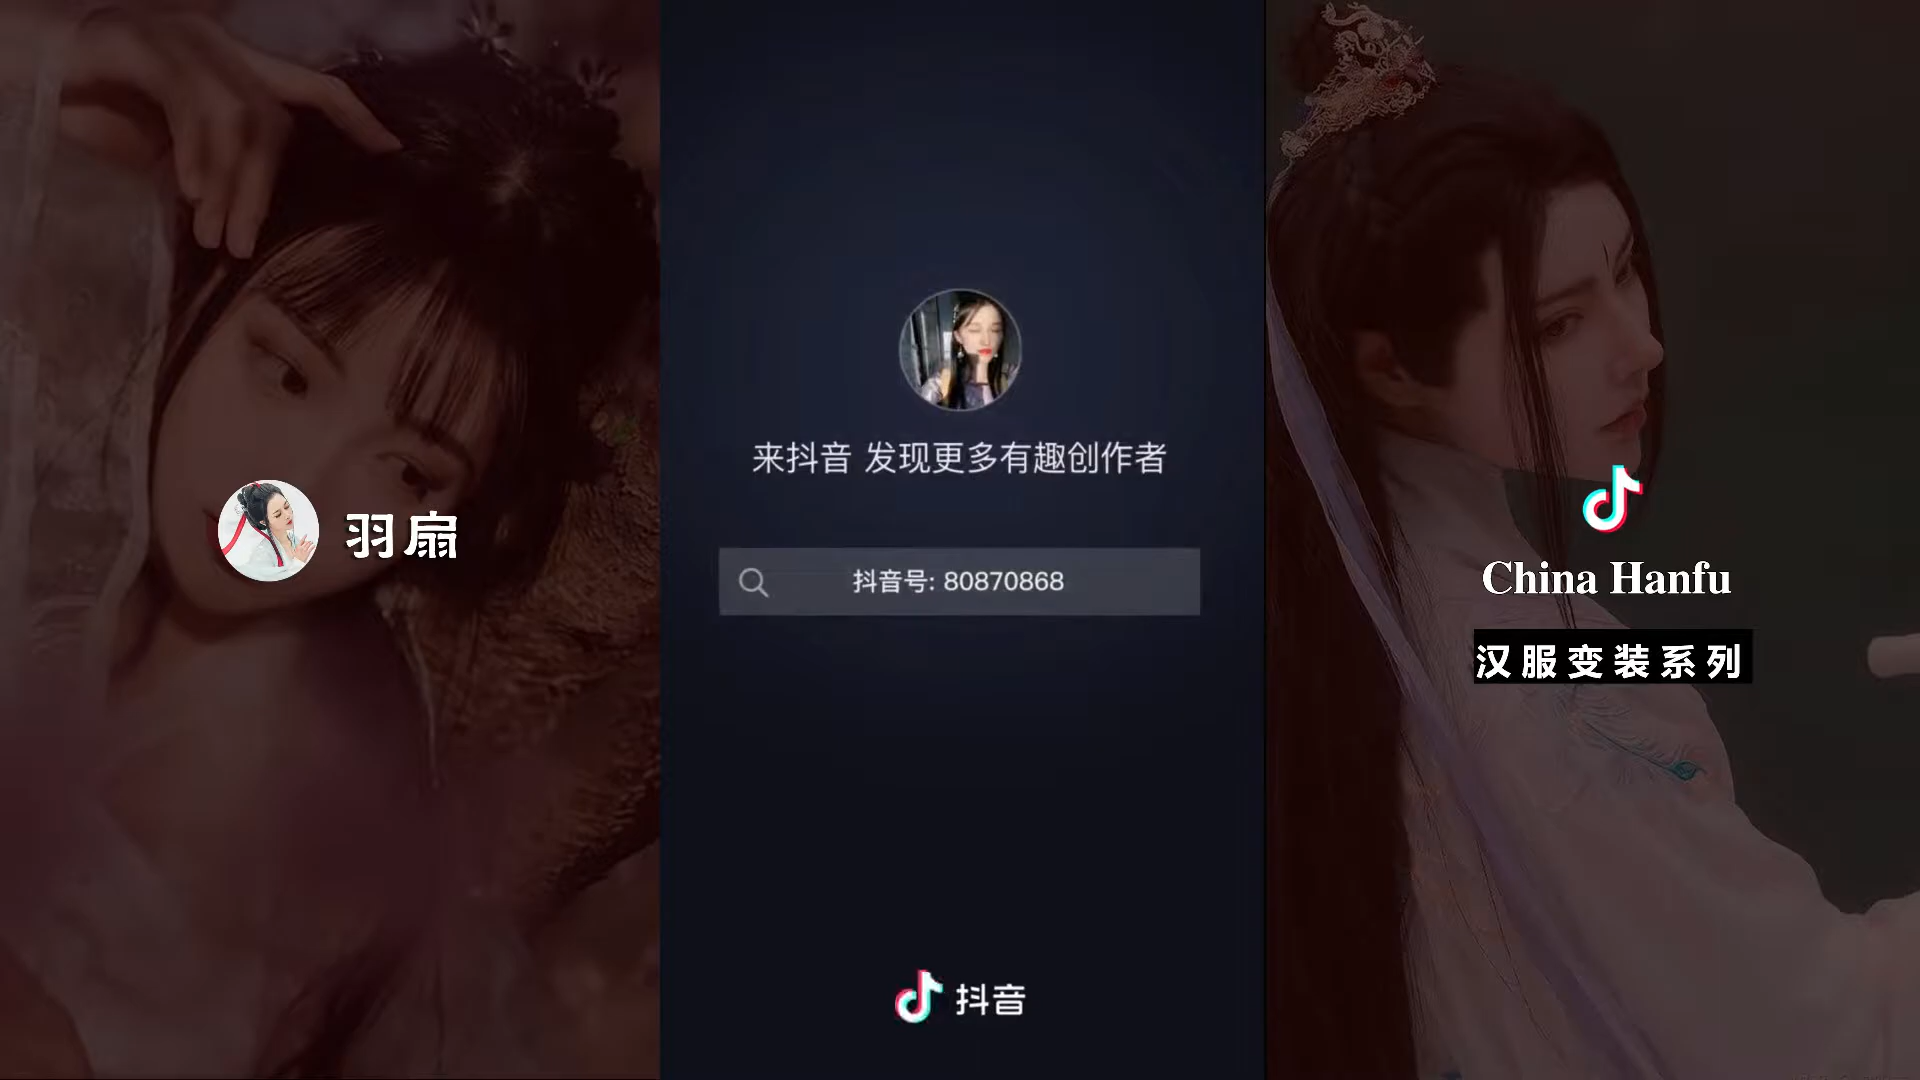 羽扇
来抖音 发现更多有趣创作者
抖音号: 80870868
抖音
China Hanfu
汉服变装系列